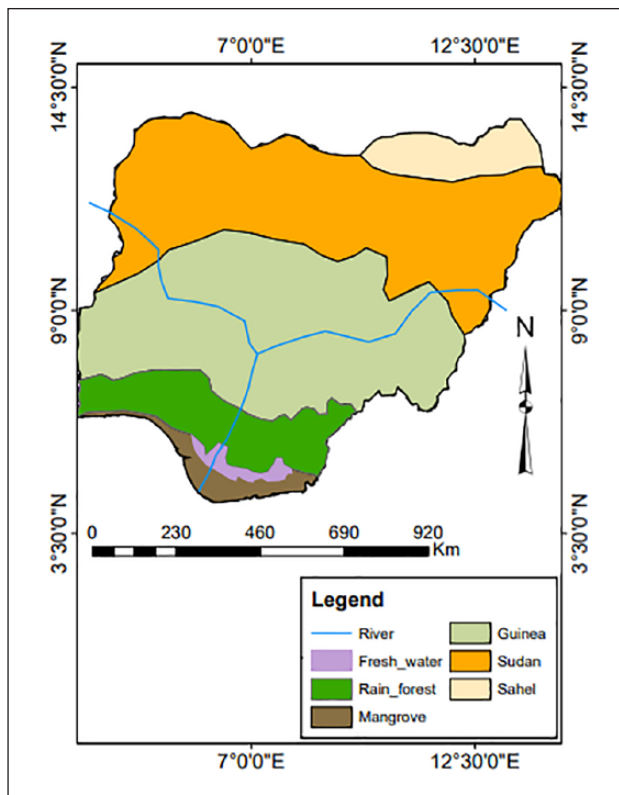 7°0'0"E 12°30'0"E
14°30'0"N 14°30'0"N
9°0'0"N 9°0'0"N
N
3°30'0"N 3°30'0"N
0 230 460 690 920
Km
Legend
River Guinea
Fresh_water Sudan
Rain_forest Sahel
Mangrove
7°0'0"E 12°30'0"E